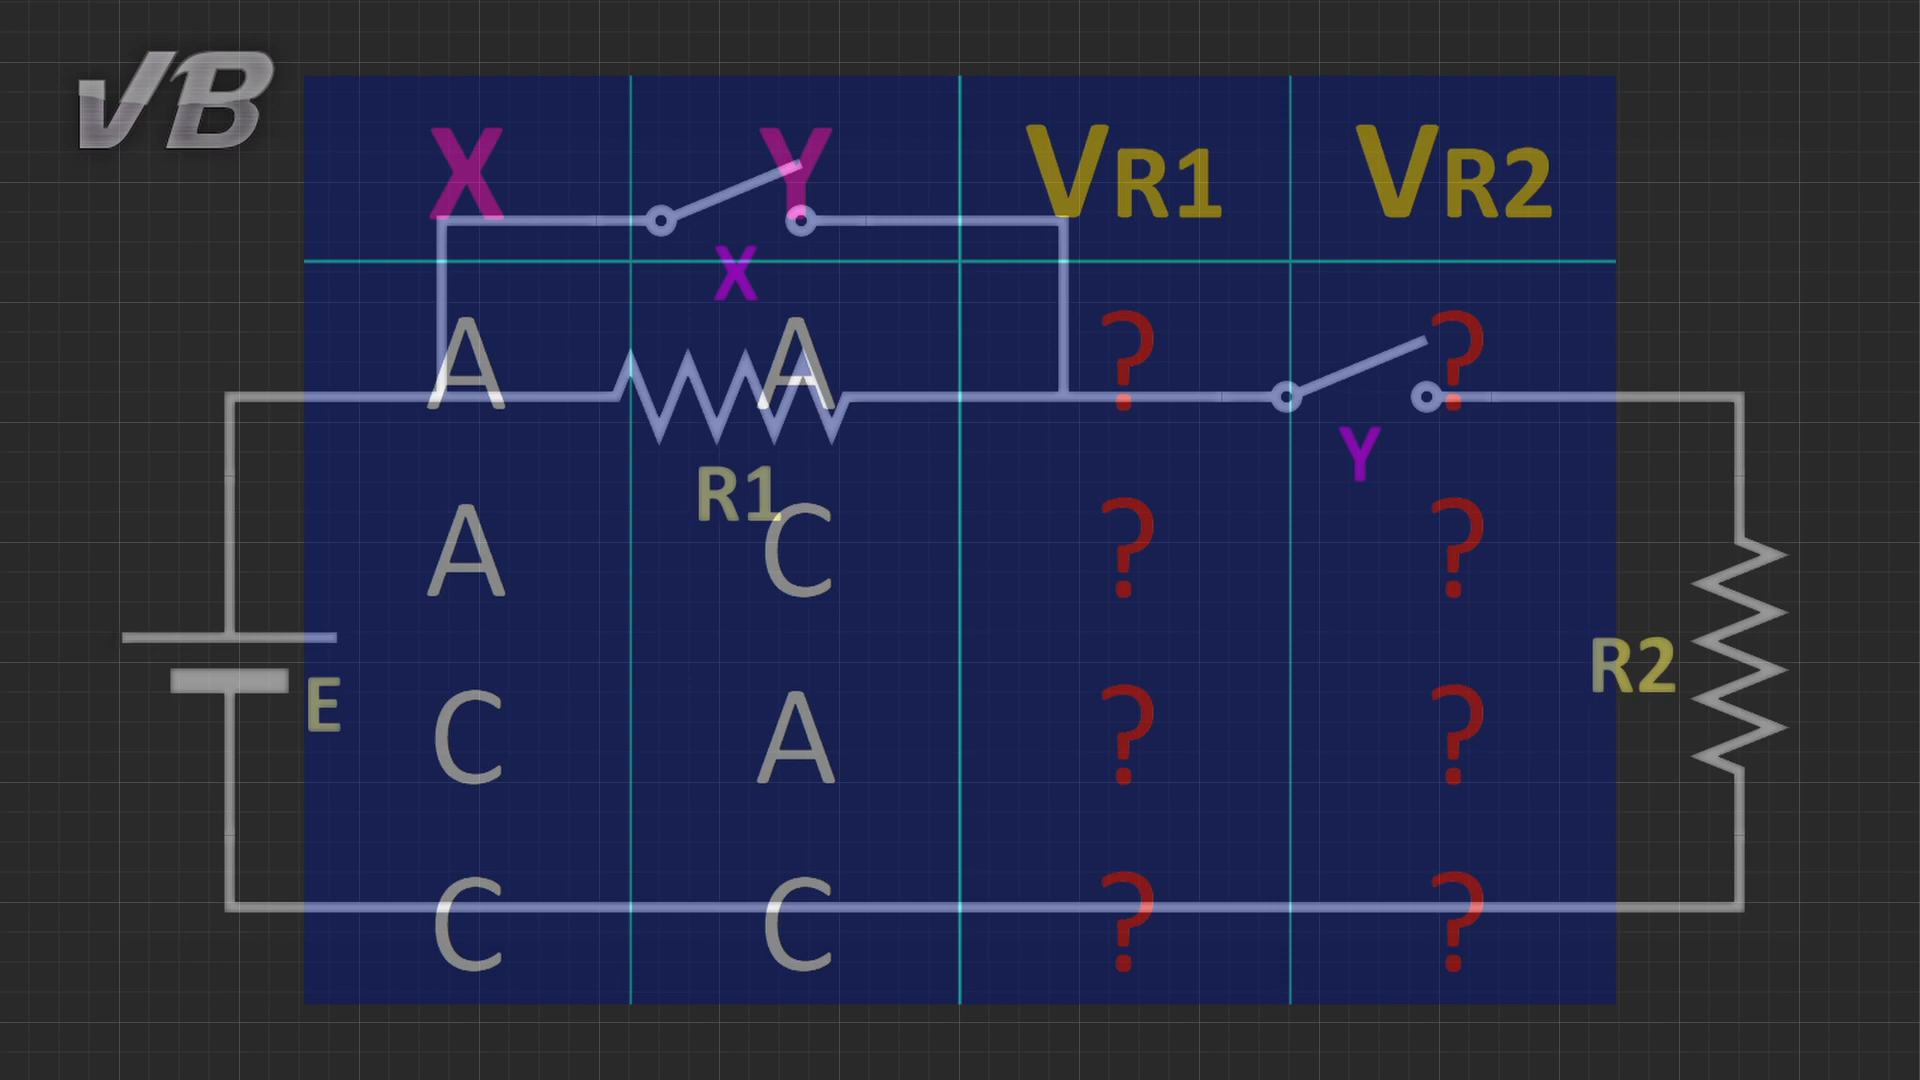 VB
X Y VR1 VR2
X
A A ? ?
Y
R1
A C ? ?
R2
E
C A ? ?
C C ? ?